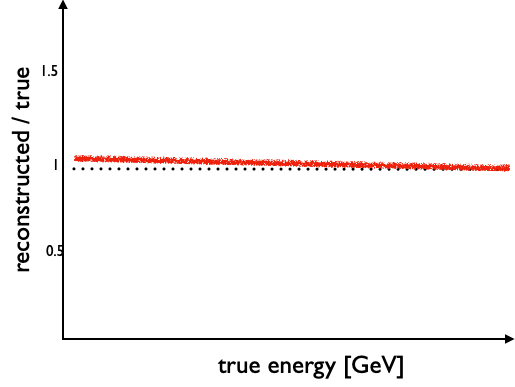 reconstructed / true
1.5
1
0.5
true energy [GeV]